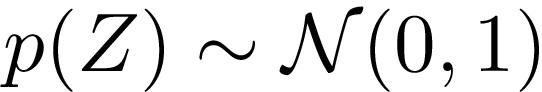 p(Z) ∼ 𝒩(0, 1)